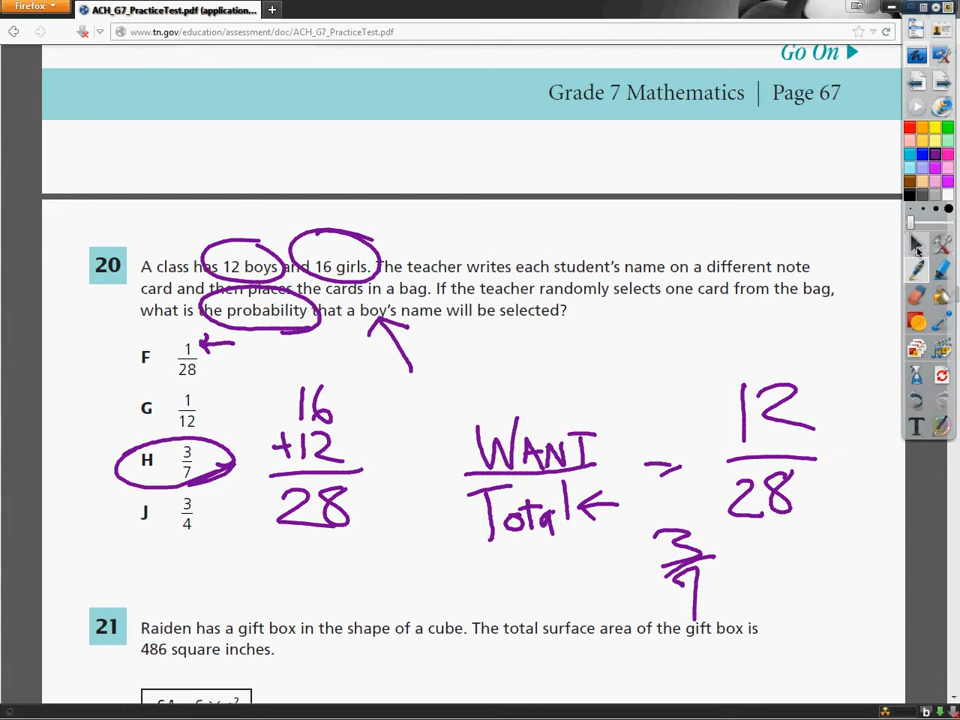 Firefox
ACH_G7_PracticeTest.pdf (application...
www.tn.gov/education/assessment/doc/ACH_G7_PracticeTest.pdf
Go On
Grade 7 Mathematics | Page 67
20 A class has 12 boys and 16 girls. The teacher writes each student's name on a different note
card and then places the cards in a bag. If the teacher randomly selects one card from the bag,
what is the probability that a boy's name will be selected?
F 1/28
G 1/12
H 3/7
J 3/4
16
+12
28
WANT
Total
=
12
28
3
7
21 Raiden has a gift box in the shape of a cube. The total surface area of the gift box is
486 square inches.